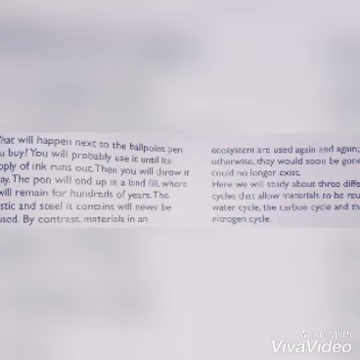 hat will happen next to the ballpoint pen
u buy? You will probably use it until its
pply of ink runs out. Then you will throw it
ay. The pen will end up in a land fill, where
will remain for hundreds of years. The
stic and steel it contains will never be
used. By contrast, materials in an
ecosystem are used again and again;
otherwise, they would soon be gone
could no longer exist.
Here we will study about three diffe
cycles that allow materials to be reu
water cycle, the carbon cycle and th
nitrogen cycle.
Made With
VivaVideo